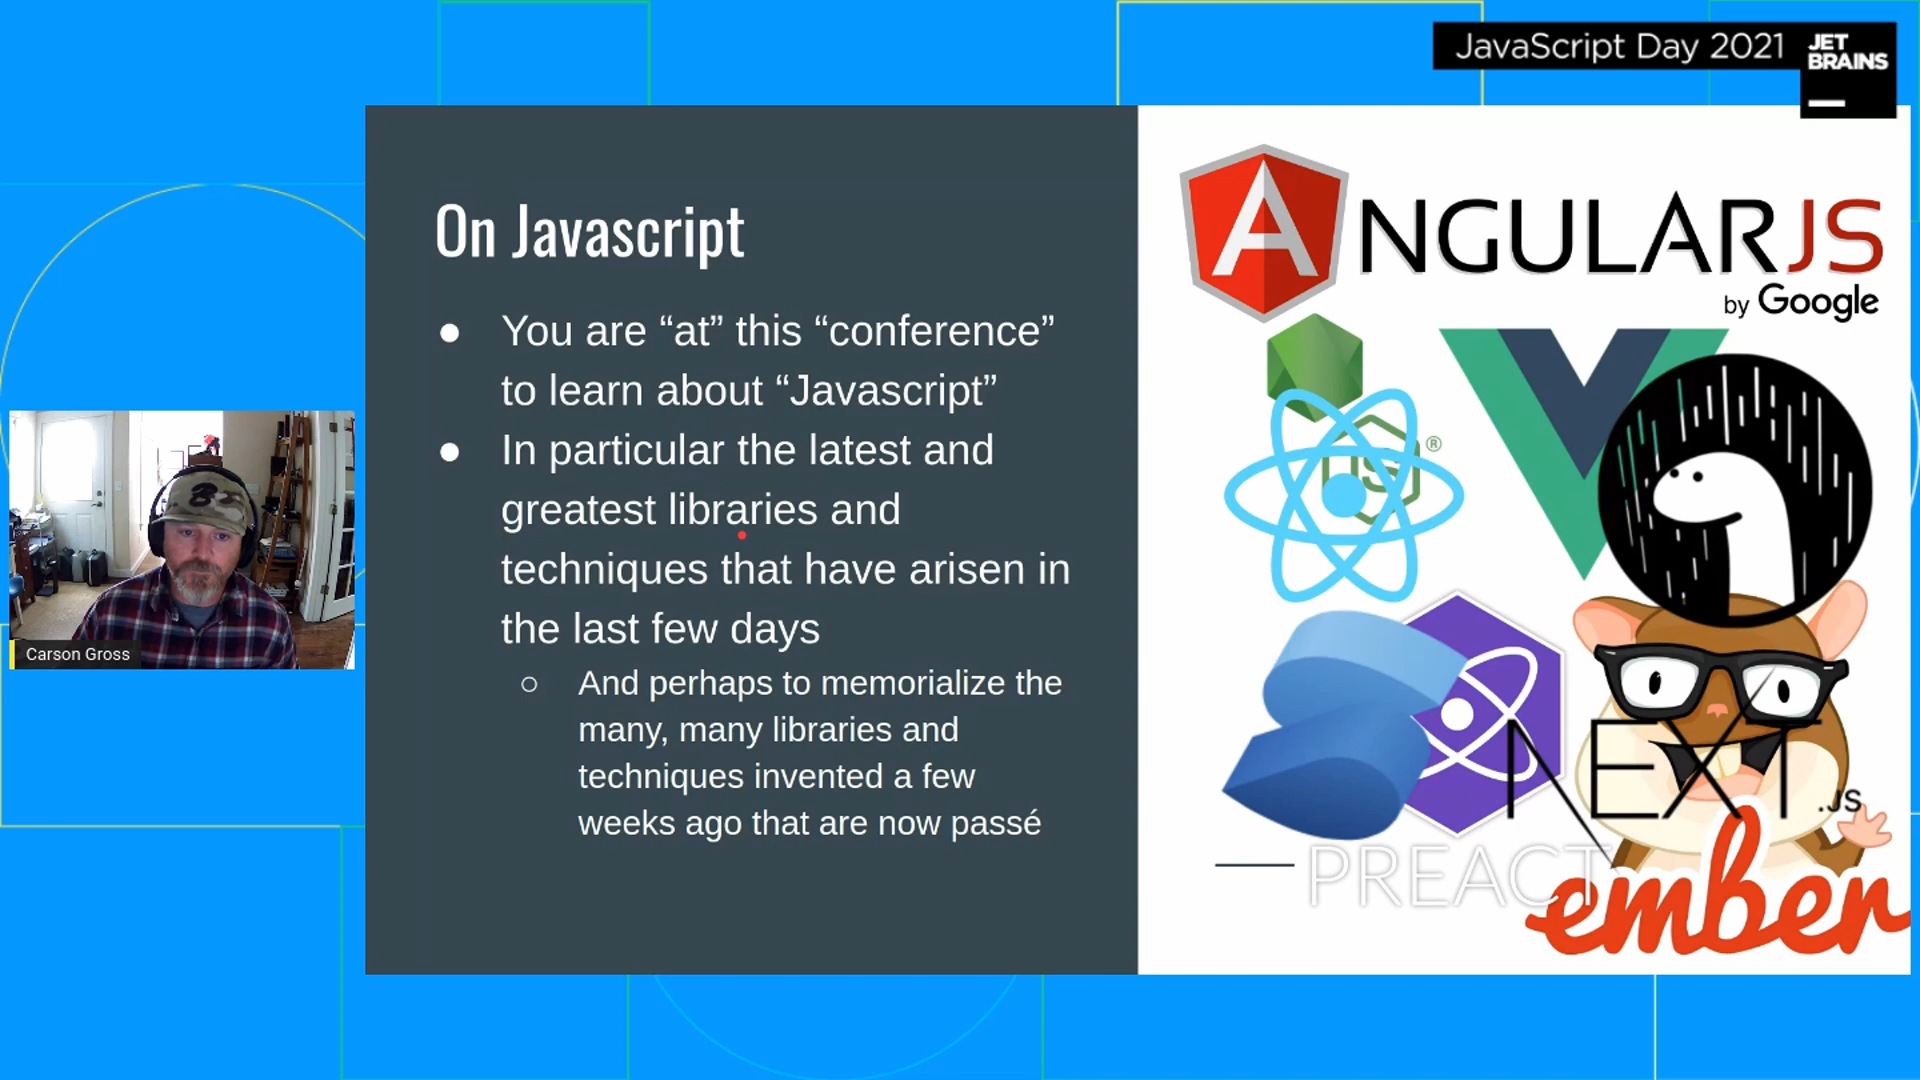 JavaScript Day 2021
JET
BRAINS
On Javascript
● You are “at” this “conference”
to learn about “Javascript”
● In particular the latest and
greatest libraries and
techniques that have arisen in
the last few days
○ And perhaps to memorialize the
many, many libraries and
techniques invented a few
weeks ago that are now passé
ANGULARJS
by Google
JS ®
NEXT
.JS
PREACT
ember
Carson Gross